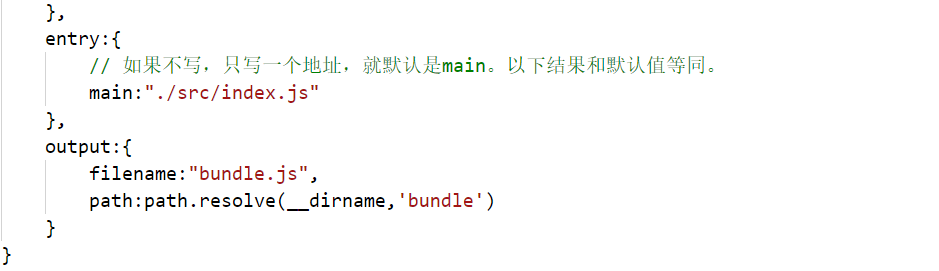 },
entry:{
// 如果不写，只写一个地址，就默认是main。以下结果和默认值等同。
main:"./src/index.js"
},
output:{
filename:"bundle.js",
path:path.resolve(__dirname,'bundle')
}
}